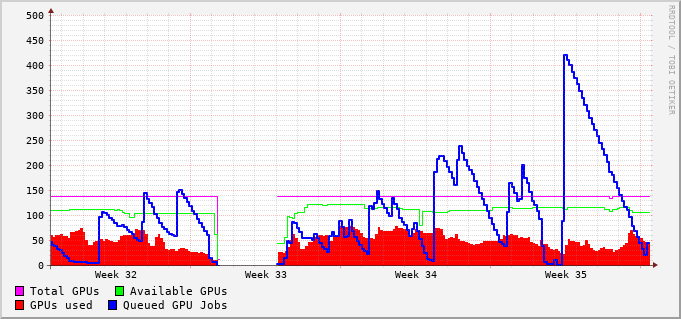 500
450
400
350
300
250
200
150
100
50
0
Week 32 Week 33 Week 34 Week 35
Total GPUs Available GPUs
GPUs used Queued GPU Jobs
RRDTOOL / TOBI OETIKER